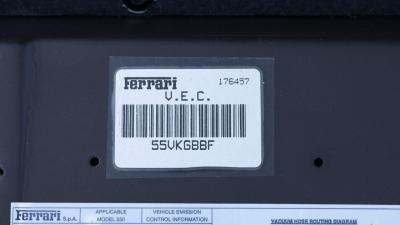 Ferrari 176457
V.E.C.
55VKGBBF
Ferrari S.p.A.
APPLICABLE
MODEL 550
VEHICLE EMISSION
CONTROL INFORMATION
VACUUM HOSE ROUTING DIAGRAM